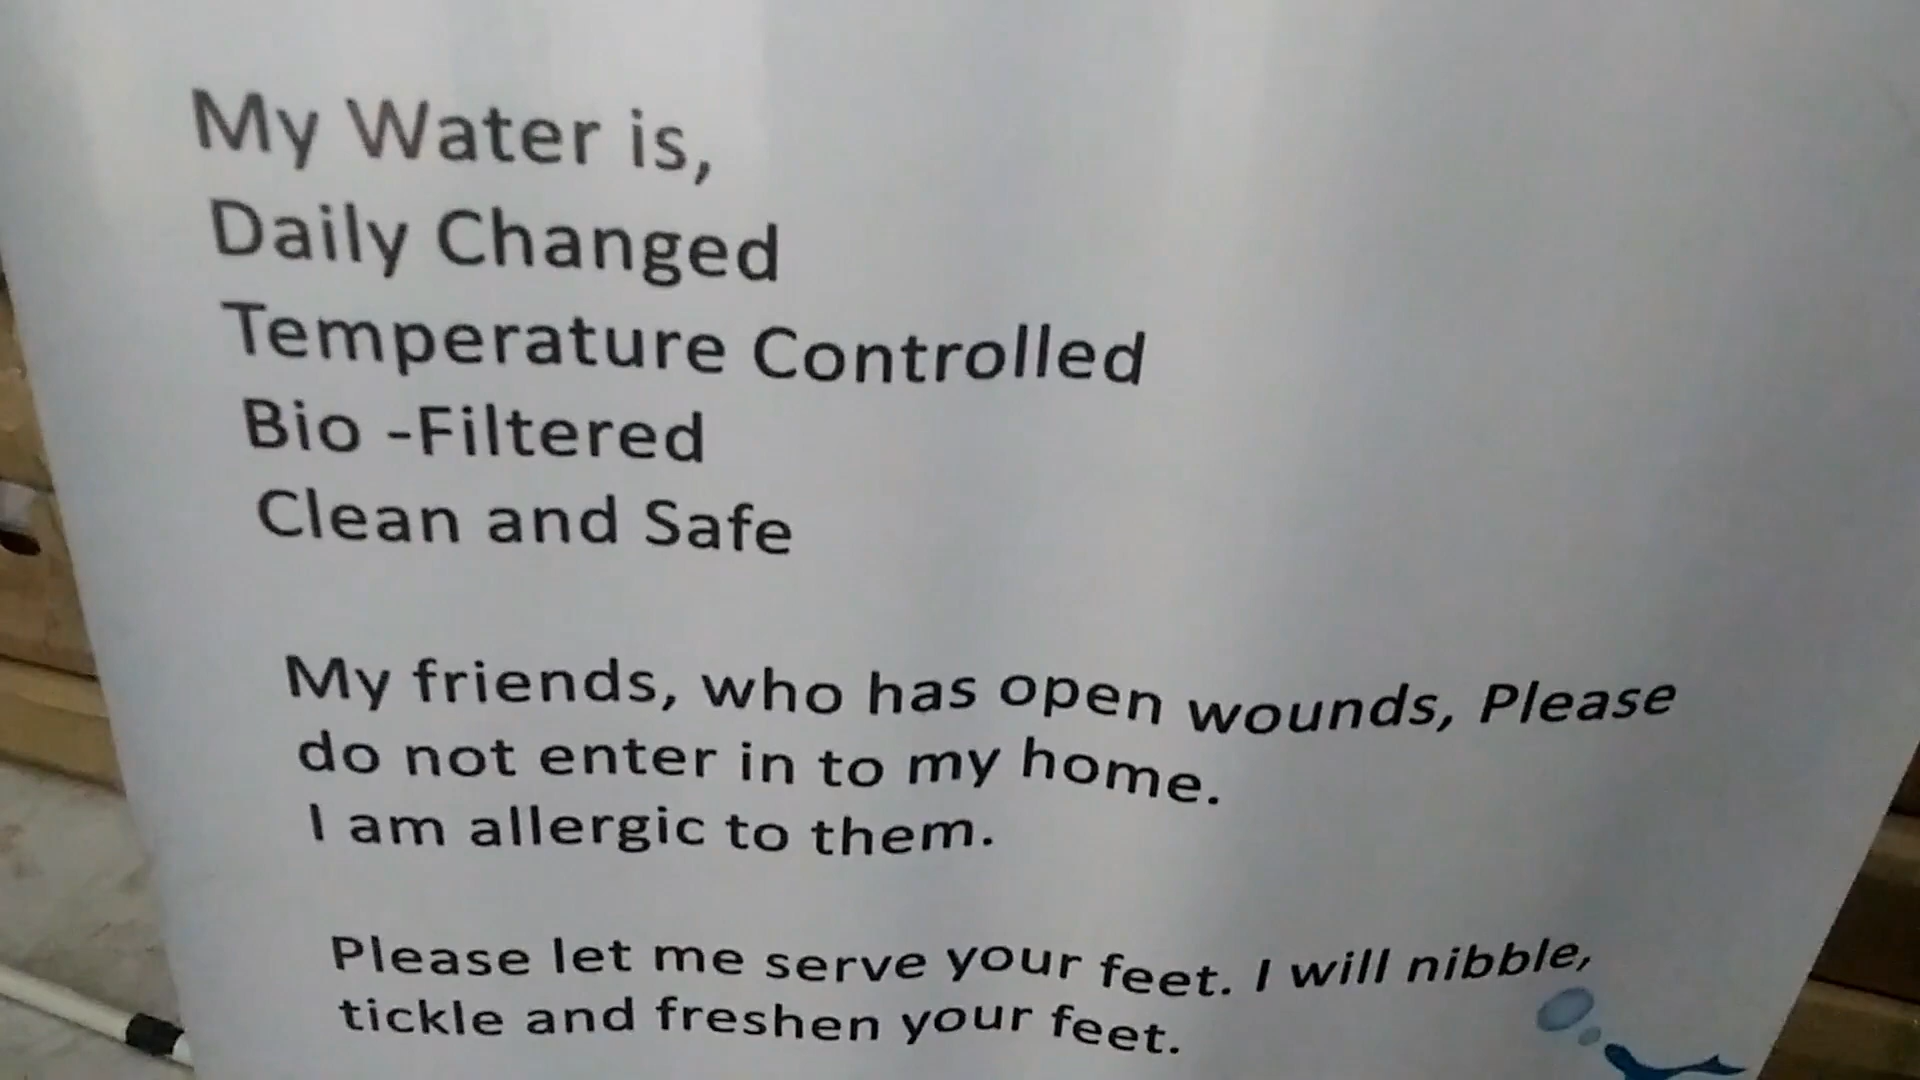 My Water is,
Daily Changed
Temperature Controlled
Bio -Filtered
Clean and Safe
My friends, who has open wounds, Please
do not enter in to my home.
I am allergic to them.
Please let me serve your feet. I will nibble,
tickle and freshen your feet.